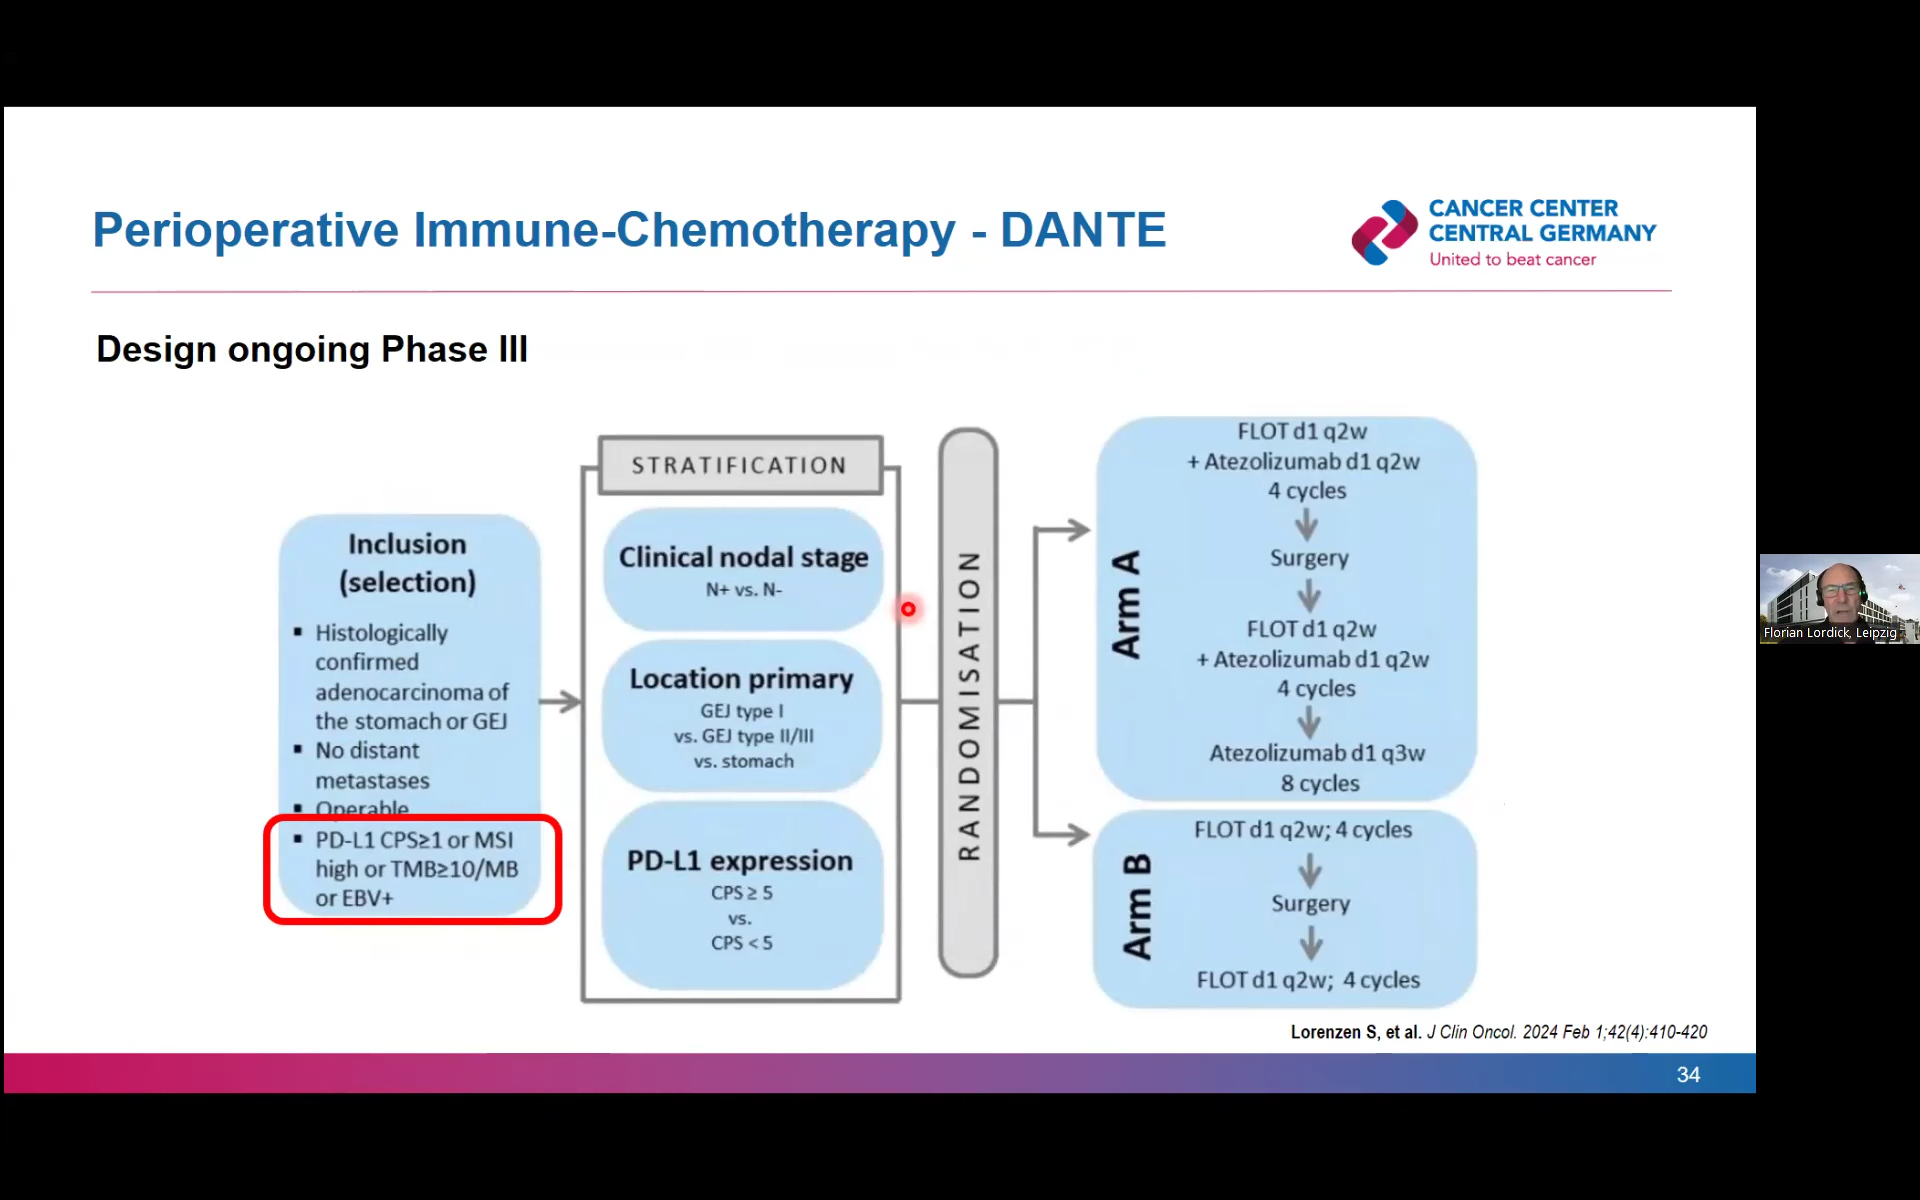 Perioperative Immune-Chemotherapy - DANTE
CANCER CENTER
CENTRAL GERMANY
United to beat cancer
Design ongoing Phase III
Inclusion
(selection)
▪ Histologically
confirmed
adenocarcinoma of
the stomach or GEJ
▪ No distant
metastases
▪ Operable
▪ PD-L1 CPS≥1 or MSI
high or TMB≥10/MB
or EBV+
STRATIFICATION
Clinical nodal stage
N+ vs. N-
Location primary
GEJ type I
vs. GEJ type II/III
vs. stomach
PD-L1 expression
CPS ≥ 5
vs.
CPS < 5
RANDOMISATION
Arm A
FLOT d1 q2w
+ Atezolizumab d1 q2w
4 cycles
Surgery
FLOT d1 q2w
+ Atezolizumab d1 q2w
4 cycles
Atezolizumab d1 q3w
8 cycles
Arm B
FLOT d1 q2w; 4 cycles
Surgery
FLOT d1 q2w; 4 cycles
Lorenzen S, et al. J Clin Oncol. 2024 Feb 1;42(4):410-420
34
Florian Lordick, Leipzig